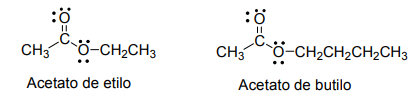 O
C
CH3 O–CH2CH3
Acetato de etilo
O
C
CH3 O–CH2CH2CH2CH3
Acetato de butilo